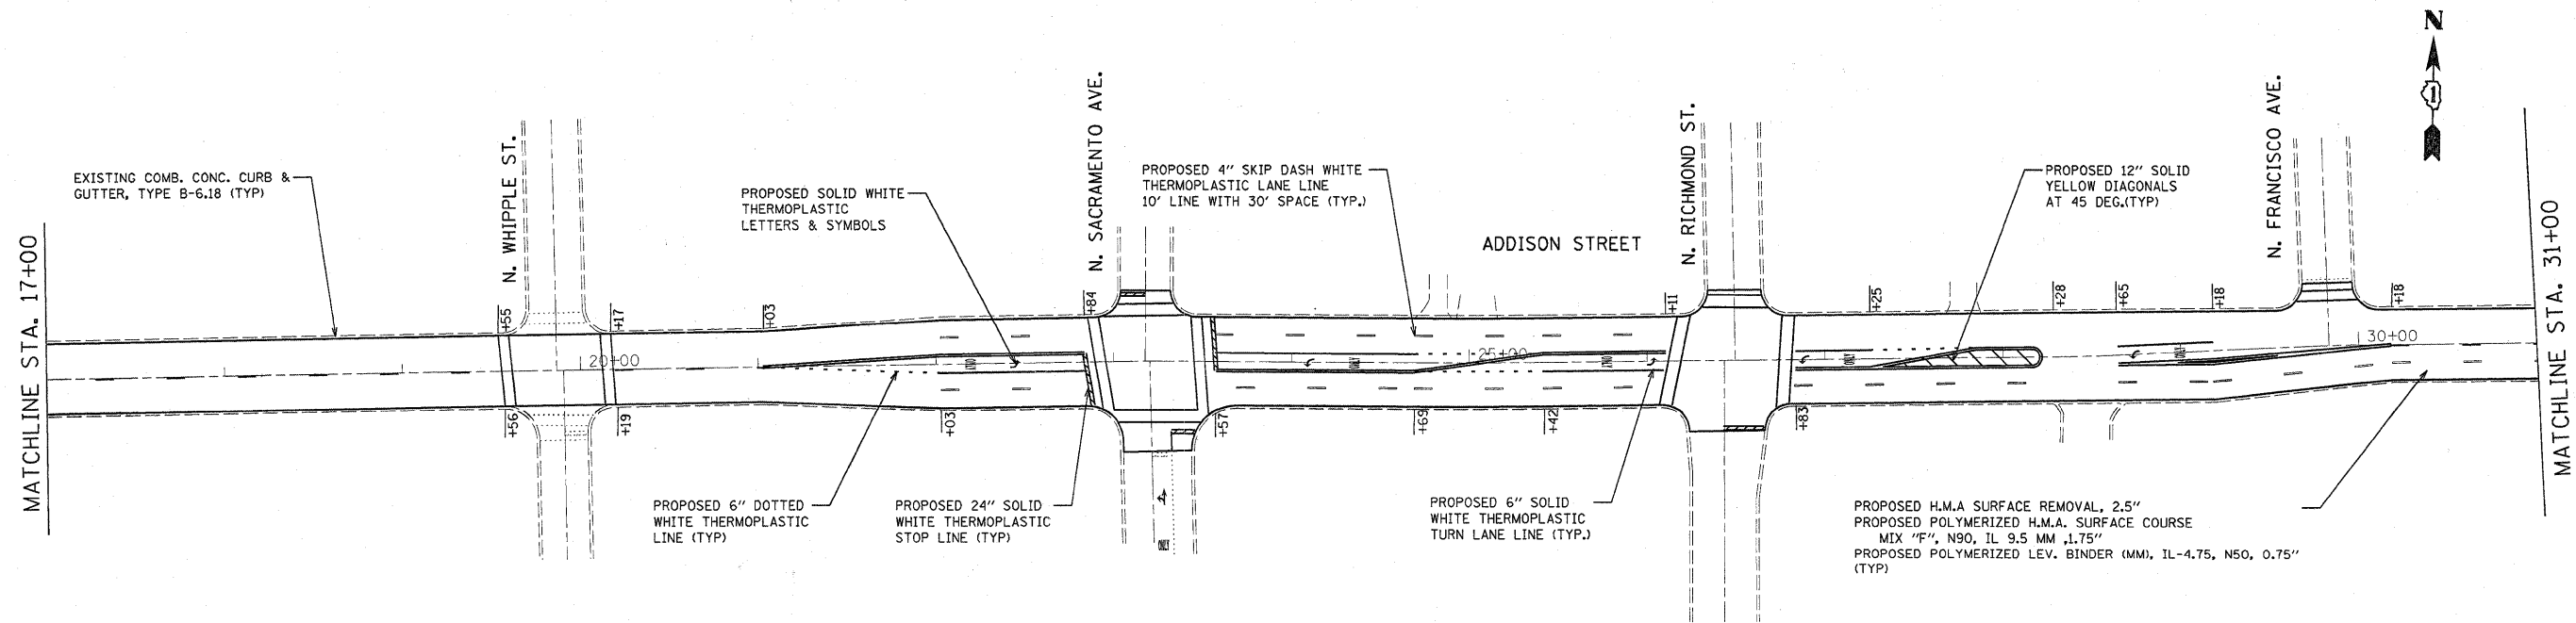 N
N. WHIPPLE ST.
N. SACRAMENTO AVE.
N. RICHMOND ST.
N. FRANCISCO AVE.
EXISTING COMB. CONC. CURB &
GUTTER, TYPE B-6.18 (TYP)
PROPOSED SOLID WHITE
THERMOPLASTIC
LETTERS & SYMBOLS
PROPOSED 4" SKIP DASH WHITE
THERMOPLASTIC LANE LINE
10' LINE WITH 30' SPACE (TYP.)
ADDISON STREET
PROPOSED 12" SOLID
YELLOW DIAGONALS
AT 45 DEG.(TYP)
MATCHLINE STA. 17+00
MATCHLINE STA. 31+00
+55
+17
+03
+84
+11
+25
+28
+65
+18
+18
20+00
ONLY
ONLY
25+00
ONLY
ONLY
ONLY
30+00
+56
+19
+03
+57
+69
+42
+83
PROPOSED 6" DOTTED
WHITE THERMOPLASTIC
LINE (TYP)
PROPOSED 24" SOLID
WHITE THERMOPLASTIC
STOP LINE (TYP)
ONLY
PROPOSED 6" SOLID
WHITE THERMOPLASTIC
TURN LANE LINE (TYP.)
PROPOSED H.M.A SURFACE REMOVAL, 2.5"
PROPOSED POLYMERIZED H.M.A. SURFACE COURSE
MIX "F", N90, IL 9.5 MM ,1.75"
PROPOSED POLYMERIZED LEV. BINDER (MM), IL-4.75, N50, 0.75"
(TYP)